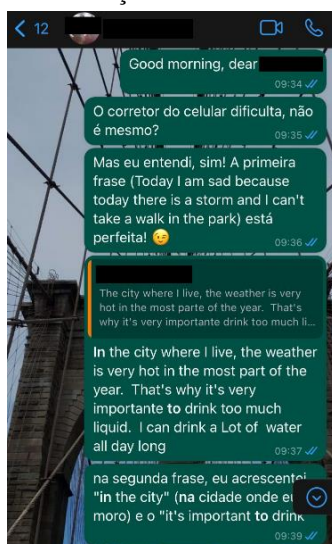 12
Good morning, dear
09:34
O corretor do celular dificulta, não
é mesmo?
09:35
Mas eu entendi, sim! A primeira
frase (Today I am sad because
today there is a storm and I can't
take a walk in the park) está
perfeita! 😉
09:36
The city where I live, the weather is very
hot in the most parte of the year. That's
why it's very importante drink too much li...
In the city where I live, the weather
is very hot in the most part of the
year. That's why it's very
importante to drink too much
liquid. I can drink a Lot of water
all day long
09:37
na segunda frase, eu acrescentei
"in the city" (na cidade onde eu
moro) e o "it's important to drink
09:39